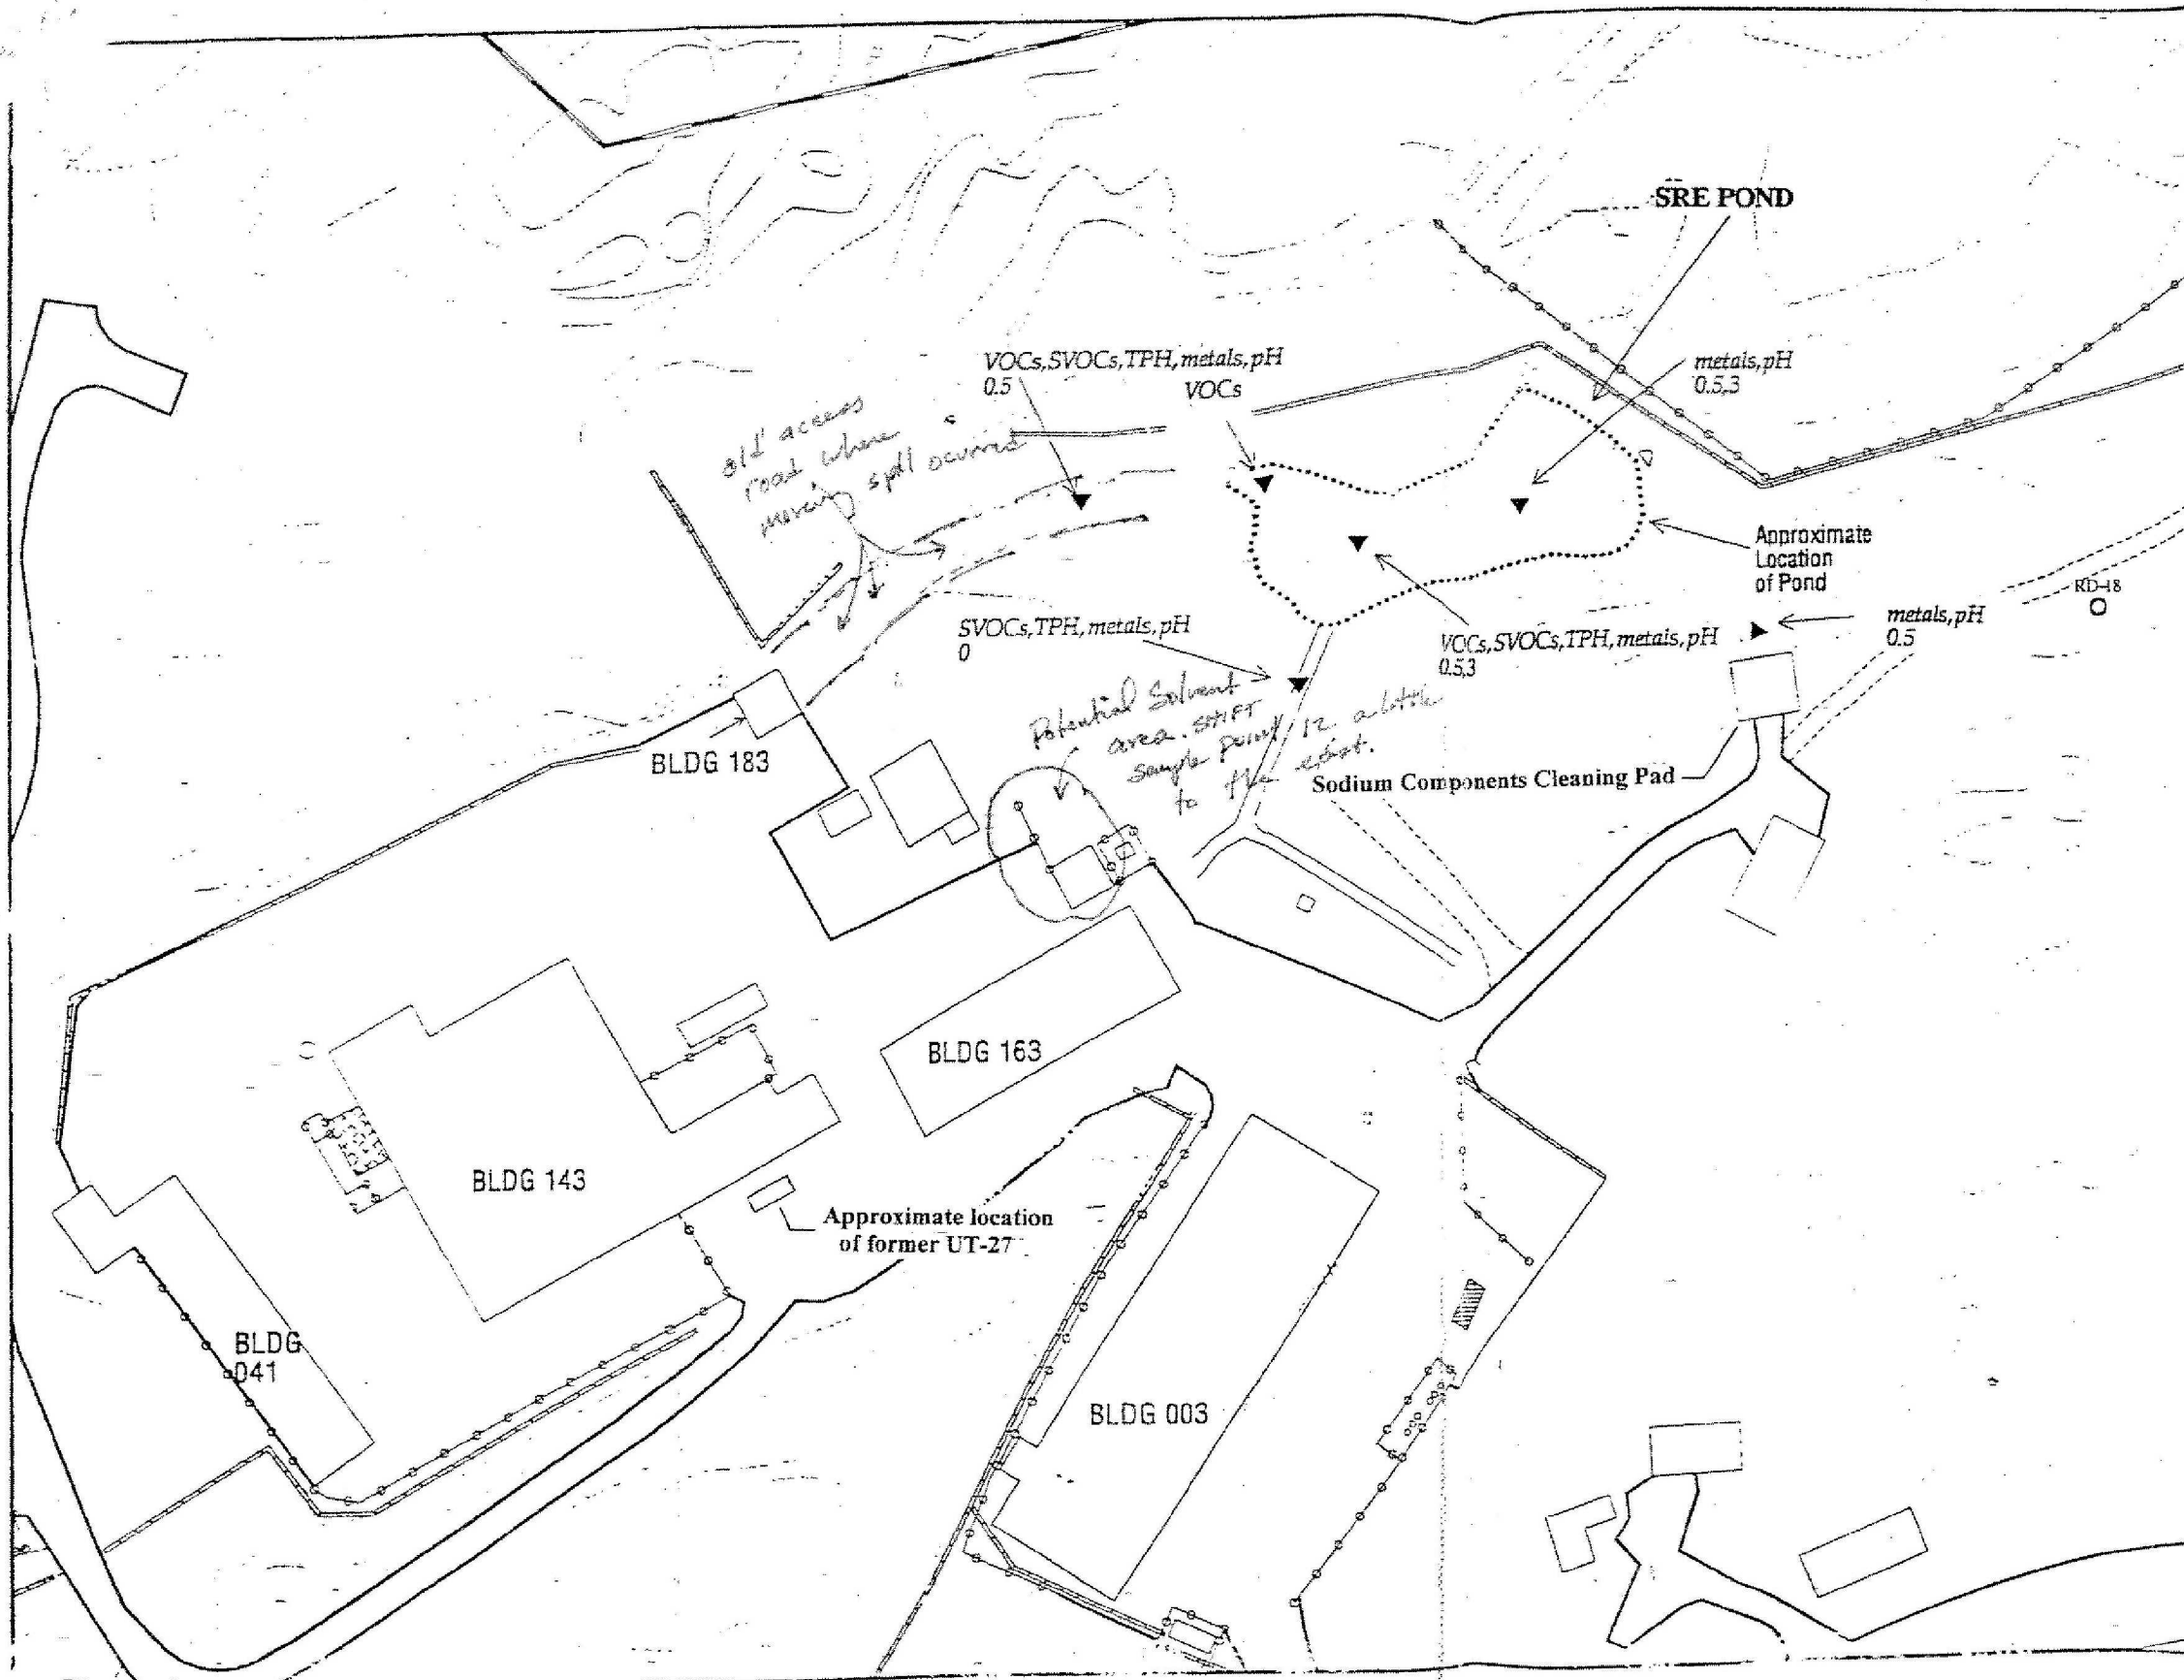 SRE POND
VOCs,SVOCs,TPH,metals,pH
0.5
VOCs
metals,pH
0.5,3
old access
road where
spill ocurred
Approximate
Location
of Pond
RD-18
metals,pH
0.5
SVOCs,TPH,metals,pH
0
VOCs,SVOCs,TPH,metals,pH
0.5,3
Potential Solvent
area. SHIFT
sample point 12 a little
to the
BLDG 183
Sodium Components Cleaning Pad
BLDG 163
BLDG 143
Approximate location
of former UT-27
BLDG
041
BLDG 003